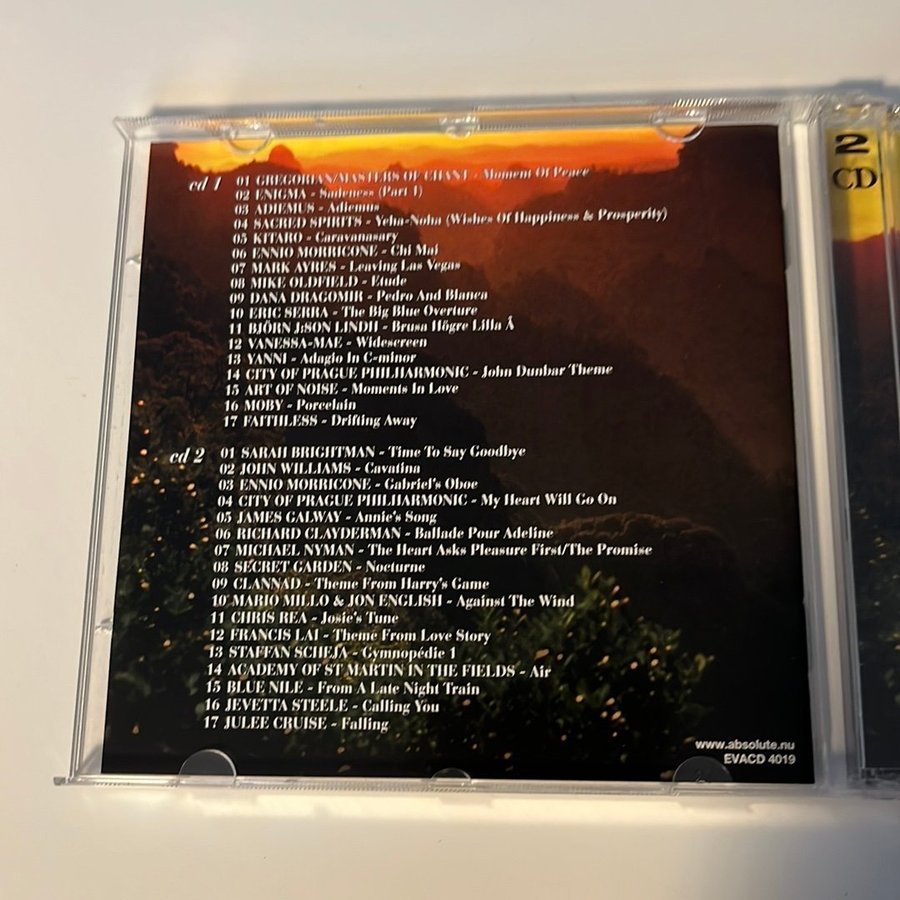 cd 1
01 GREGORIAN/MASTERS OF CHANT - Moment Of Peace
02 ENIGMA - Sadeness (Part 1)
03 ADIEMUS - Adiemus
04 SACRED SPIRITS - Yeha-Noha (Wishes Of Happiness & Prosperity)
05 KITARO - Caravanasary
06 ENNIO MORRICONE - Chi Mai
07 MARK AYRES - Leaving Las Vegas
08 MIKE OLDFIELD - Etude
09 DANA DRAGOMIR - Pedro And Blanca
10 ERIC SERRA - The Big Blue Overture
11 BJÖRN J:SON LINDH - Brusa Högre Lilla Å
12 VANESSA-MAE - Widescreen
13 YANNI - Adagio In C-minor
14 CITY OF PRAGUE PHILHARMONIC - John Dunbar Theme
15 ART OF NOISE - Moments In Love
16 MOBY - Porcelain
17 FAITHLESS - Drifting Away
cd 2
01 SARAH BRIGHTMAN - Time To Say Goodbye
02 JOHN WILLIAMS - Cavatina
03 ENNIO MORRICONE - Gabriel's Oboe
04 CITY OF PRAGUE PHILHARMONIC - My Heart Will Go On
05 JAMES GALWAY - Annie's Song
06 RICHARD CLAYDERMAN - Ballade Pour Adeline
07 MICHAEL NYMAN - The Heart Asks Pleasure First/The Promise
08 SECRET GARDEN - Nocturne
09 CLANNAD - Theme From Harry's Game
10 MARIO MILLO & JON ENGLISH - Against The Wind
11 CHRIS REA - Josie's Tune
12 FRANCIS LAI - Theme From Love Story
13 STAFFAN SCHEJA - Gymnopédie 1
14 ACADEMY OF ST MARTIN IN THE FIELDS - Air
15 BLUE NILE - From A Late Night Train
16 JEVETTA STEELE - Calling You
17 JULEE CRUISE - Falling
www.absolute.nu
EVACD 4019
2
CD